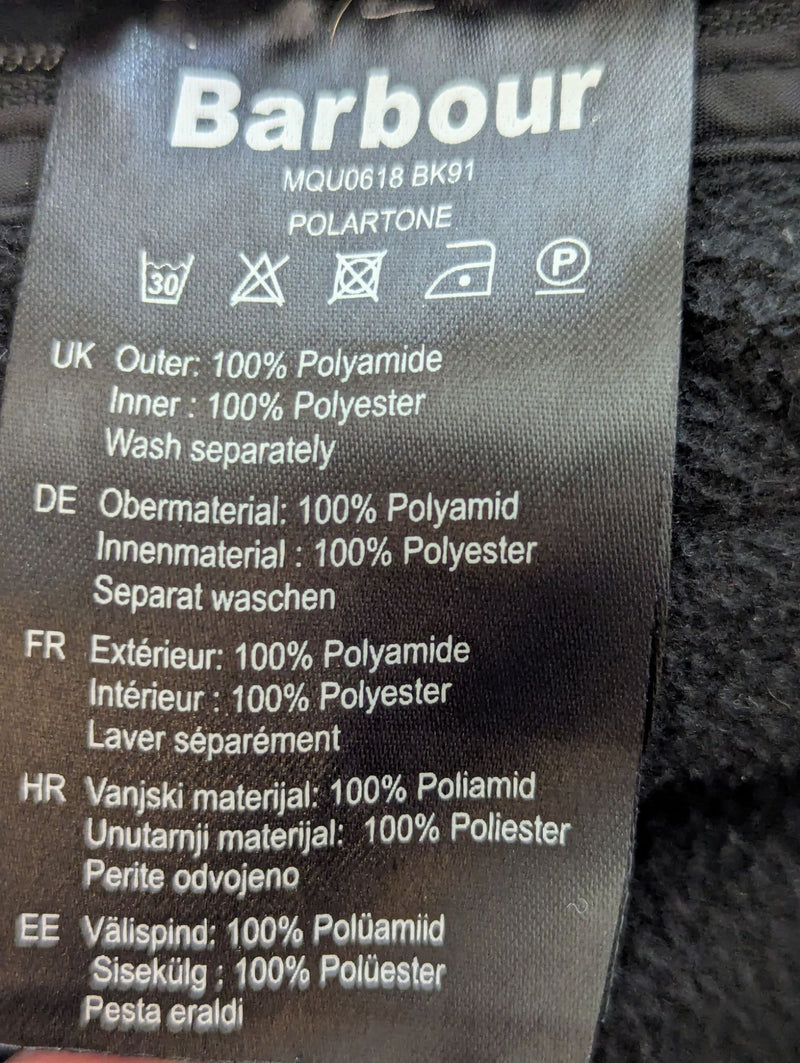 Barbour
MQU0618 BK91
POLARTONE
30 P
UK Outer: 100% Polyamide
Inner : 100% Polyester
Wash separately
DE Obermaterial: 100% Polyamid
Innenmaterial : 100% Polyester
Separat waschen
FR Extérieur: 100% Polyamide
Intérieur : 100% Polyester
Laver séparément
HR Vanjski materijal: 100% Poliamid
Unutarnji materijal: 100% Poliester
Perite odvojeno
EE Välispind: 100% Polüamiid
Sisekülg : 100% Polüester
Pesta eraldi